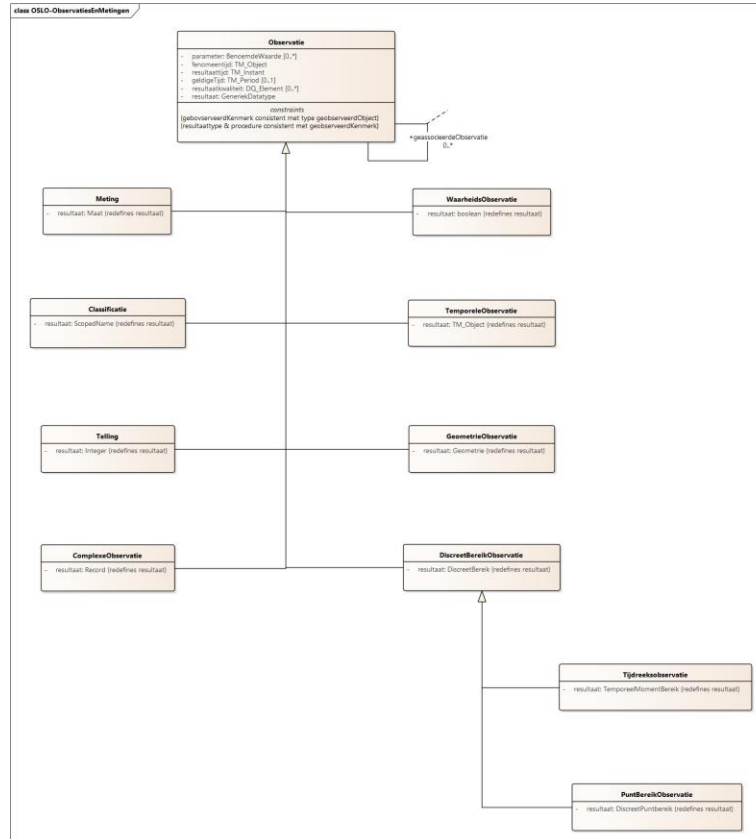 class OSLO-ObservatiesEnMetingen
Observatie
- parameter: BenoemdeWaarde [0..*]
- fenomeentijd: TM_Object
- resultaattijd: TM_Instant
- geldigeTijd: TM_Period [0..1]
- resultaatkwaliteit: DQ_Element [0..*]
- resultaat: GeneriekDatatype
constraints
{geboverveerdKenmerk consistent met type geobserveerdObject}
{resultaattype & procedure consistent met geobserveerdKenmerk}
+geassocieerdeObservatie
0..*
Meting
- resultaat: Maat {redefines resultaat}
WaarheidsObservatie
- resultaat: boolean {redefines resultaat}
Classificatie
- resultaat: ScopedName {redefines resultaat}
TemporeleObservatie
- resultaat: TM_Object {redefines resultaat}
Telling
- resultaat: Integer {redefines resultaat}
GeometrieObservatie
- resultaat: Geometrie {redefines resultaat}
ComplexeObservatie
- resultaat: Record {redefines resultaat}
DiscreetBereikObservatie
- resultaat: DiscreetBereik {redefines resultaat}
Tijdreeksobservatie
- resultaat: TemporeelMomentBereik {redefines resultaat}
PuntBereikObservatie
- resultaat: DiscreetPuntbereik {redefines resultaat}